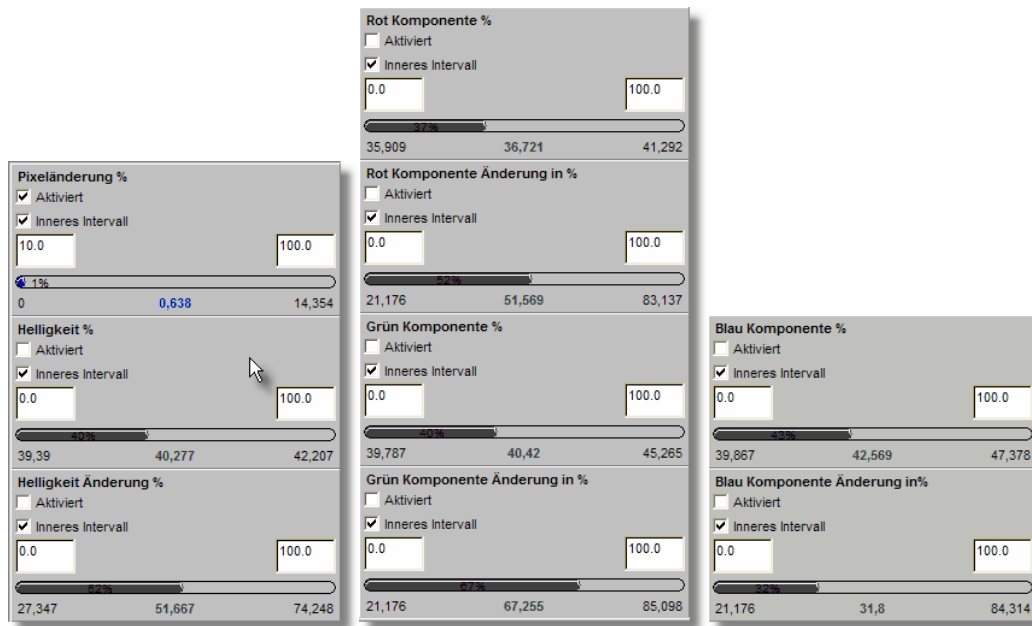 Pixeländerung %
Aktiviert
Inneres Intervall
10.0 100.0
1%
0 0,638 14,354
Helligkeit %
Aktiviert
Inneres Intervall
0.0 100.0
40%
39,39 40,277 42,207
Helligkeit Änderung %
Aktiviert
Inneres Intervall
0.0 100.0
52%
27,347 51,667 74,248
Rot Komponente %
Aktiviert
Inneres Intervall
0.0 100.0
37%
35,909 36,721 41,292
Rot Komponente Änderung in %
Aktiviert
Inneres Intervall
0.0 100.0
52%
21,176 51,569 83,137
Grün Komponente %
Aktiviert
Inneres Intervall
0.0 100.0
40%
39,787 40,42 45,265
Grün Komponente Änderung in %
Aktiviert
Inneres Intervall
0.0 100.0
67%
21,176 67,255 85,098
Blau Komponente %
Aktiviert
Inneres Intervall
0.0 100.0
43%
39,867 42,569 47,378
Blau Komponente Änderung in%
Aktiviert
Inneres Intervall
0.0 100.0
32%
21,176 31,8 84,314